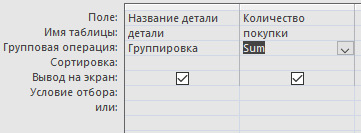 Поле: Название детали Количество
Имя таблицы: детали покупки
Групповая операция: Группировка Sum
Сортировка:
Вывод на экран:
Условие отбора:
или: